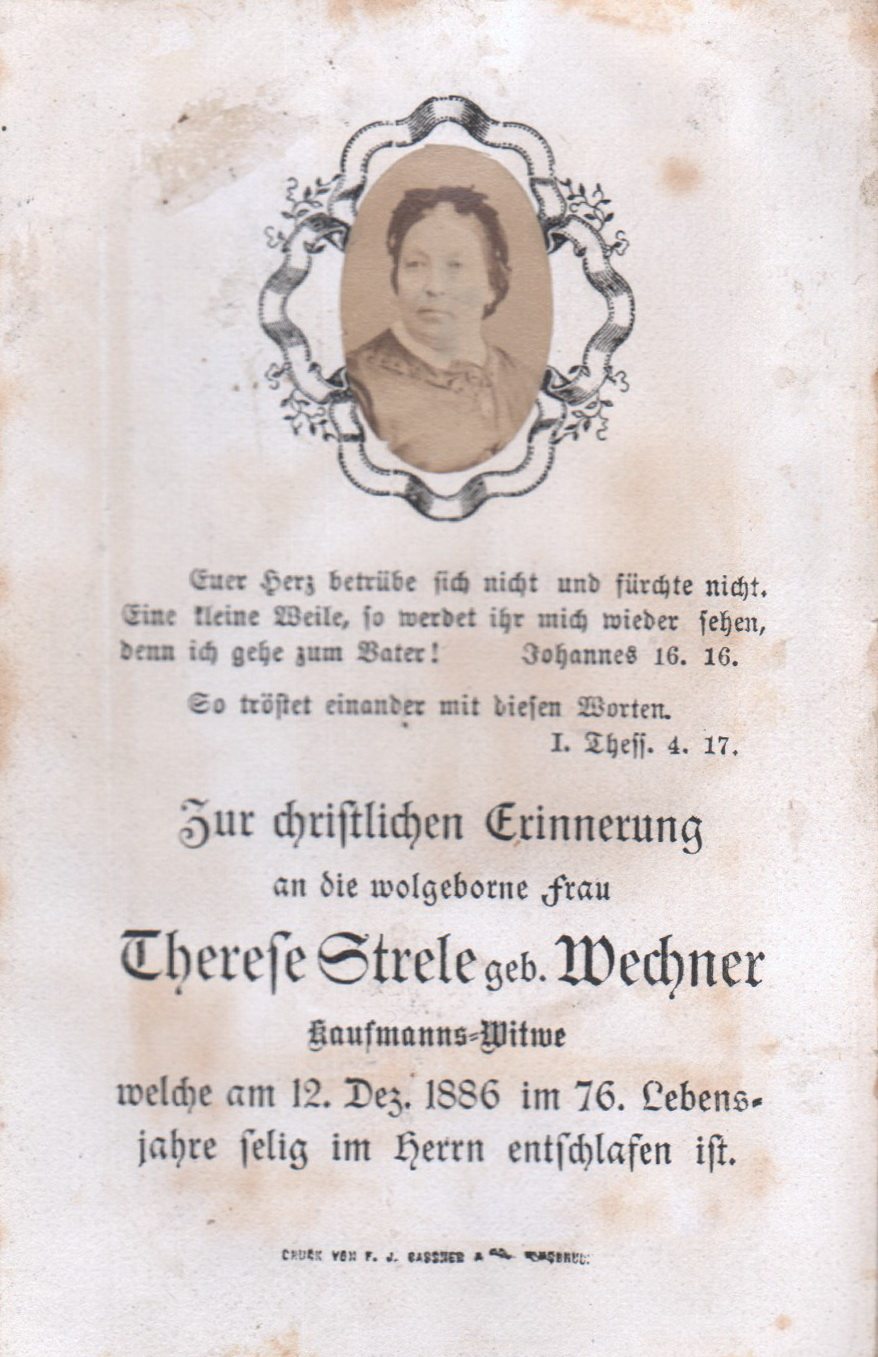 Euer Herz betrübe sich nicht und fürchte nicht.
Eine kleine Weile, so werdet ihr mich wieder sehen,
denn ich gehe zum Vater! Johannes 16. 16.
So tröstet einander mit diesen Worten.
I. Thess. 4. 17.
Zur christlichen Erinnerung
an die wolgeborne Frau
Therese Strele geb. Wechner
Kaufmanns-Witwe
welche am 12. Dez. 1886 im 76. Lebens-
jahre selig im Herrn entschlafen ist.
DRUCK VON F. J. GASSNER &